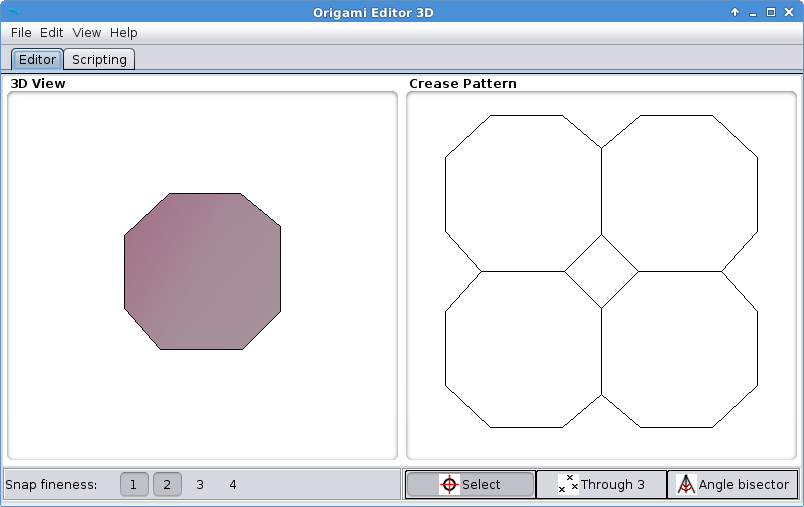 Origami Editor 3D
File Edit View Help
Editor Scripting
3D View Crease Pattern
Snap fineness: 1 2 3 4 Select Through 3 Angle bisector